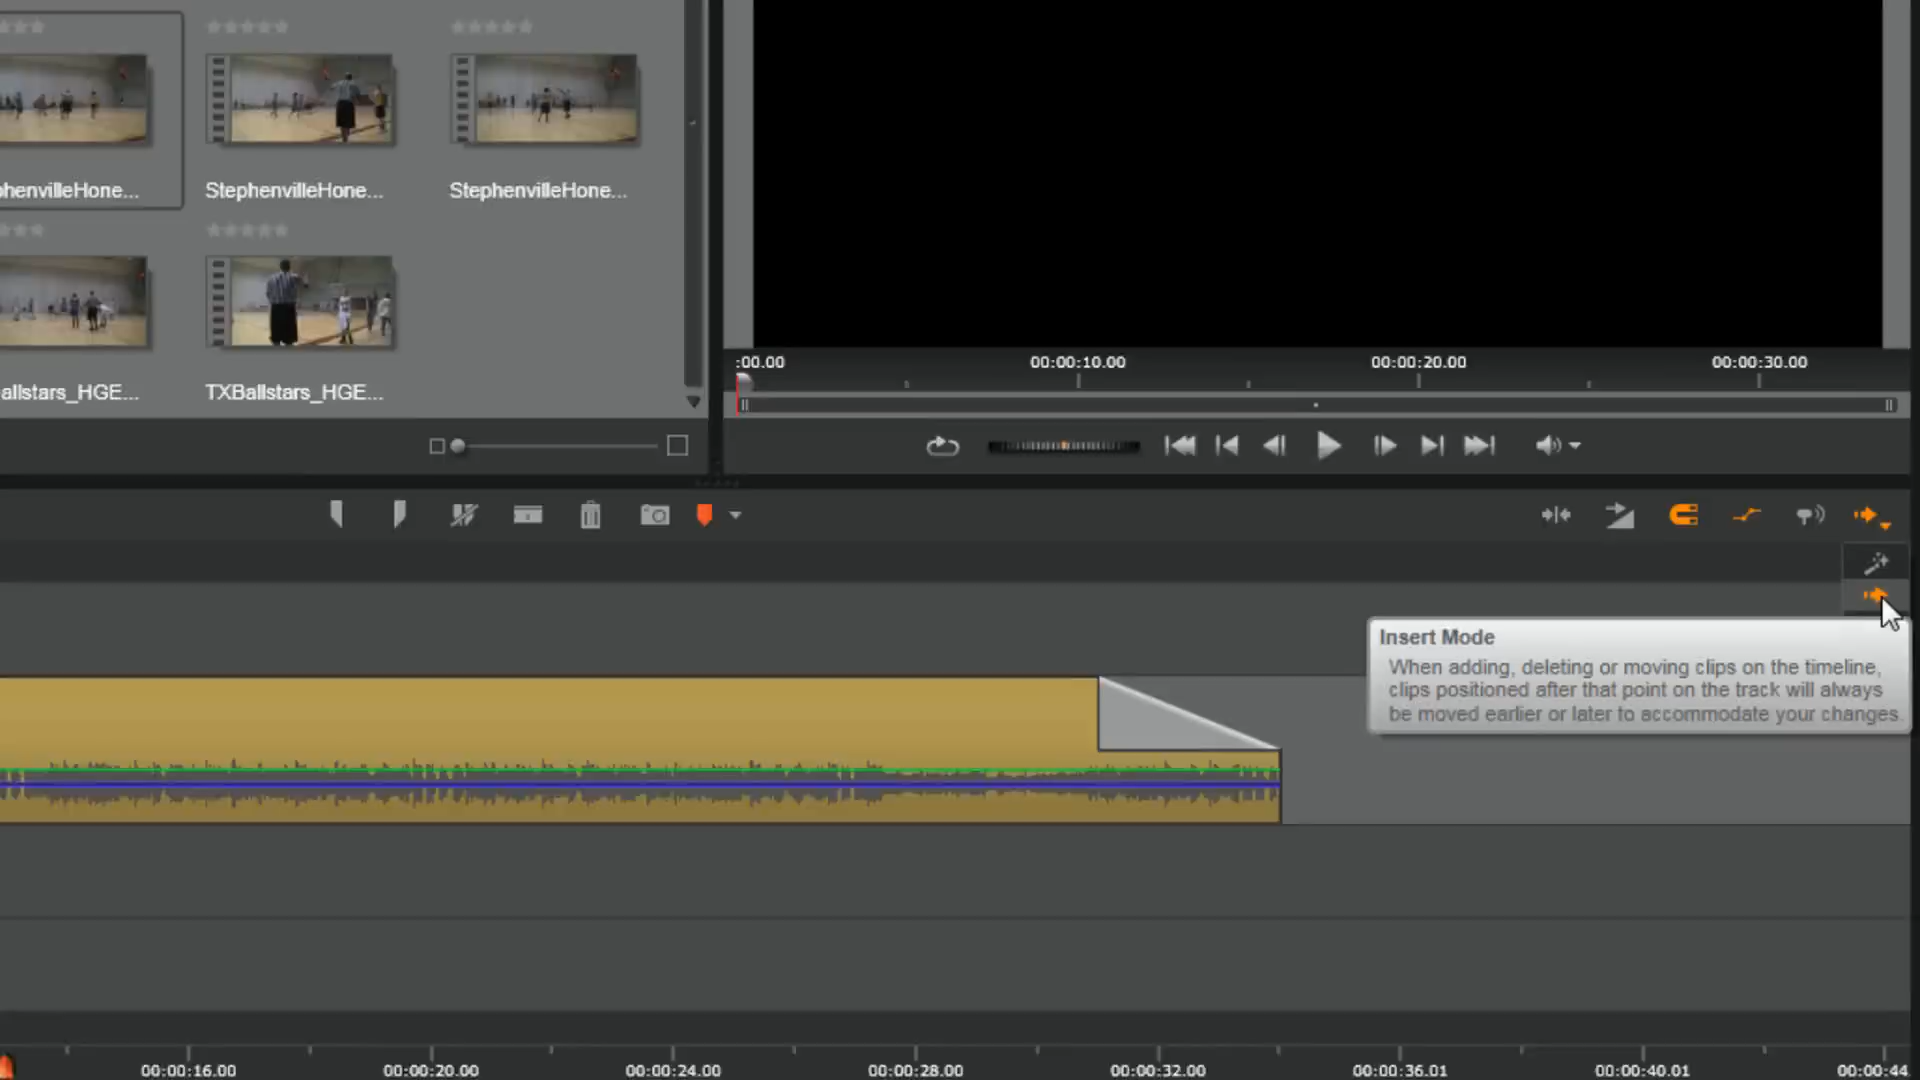 henvilleHone...
StephenvilleHone...
StephenvilleHone...
allstars_HGE...
TXBallstars_HGE...
:00.00
00:00:10.00
00:00:20.00
00:00:30.00
Insert Mode
When adding, deleting or moving clips on the timeline,
clips positioned after that point on the track will always
be moved earlier or later to accommodate your changes.
00:00:16.00
00:00:20.00
00:00:24.00
00:00:28.00
00:00:32.00
00:00:36.01
00:00:40.01
00:00:44